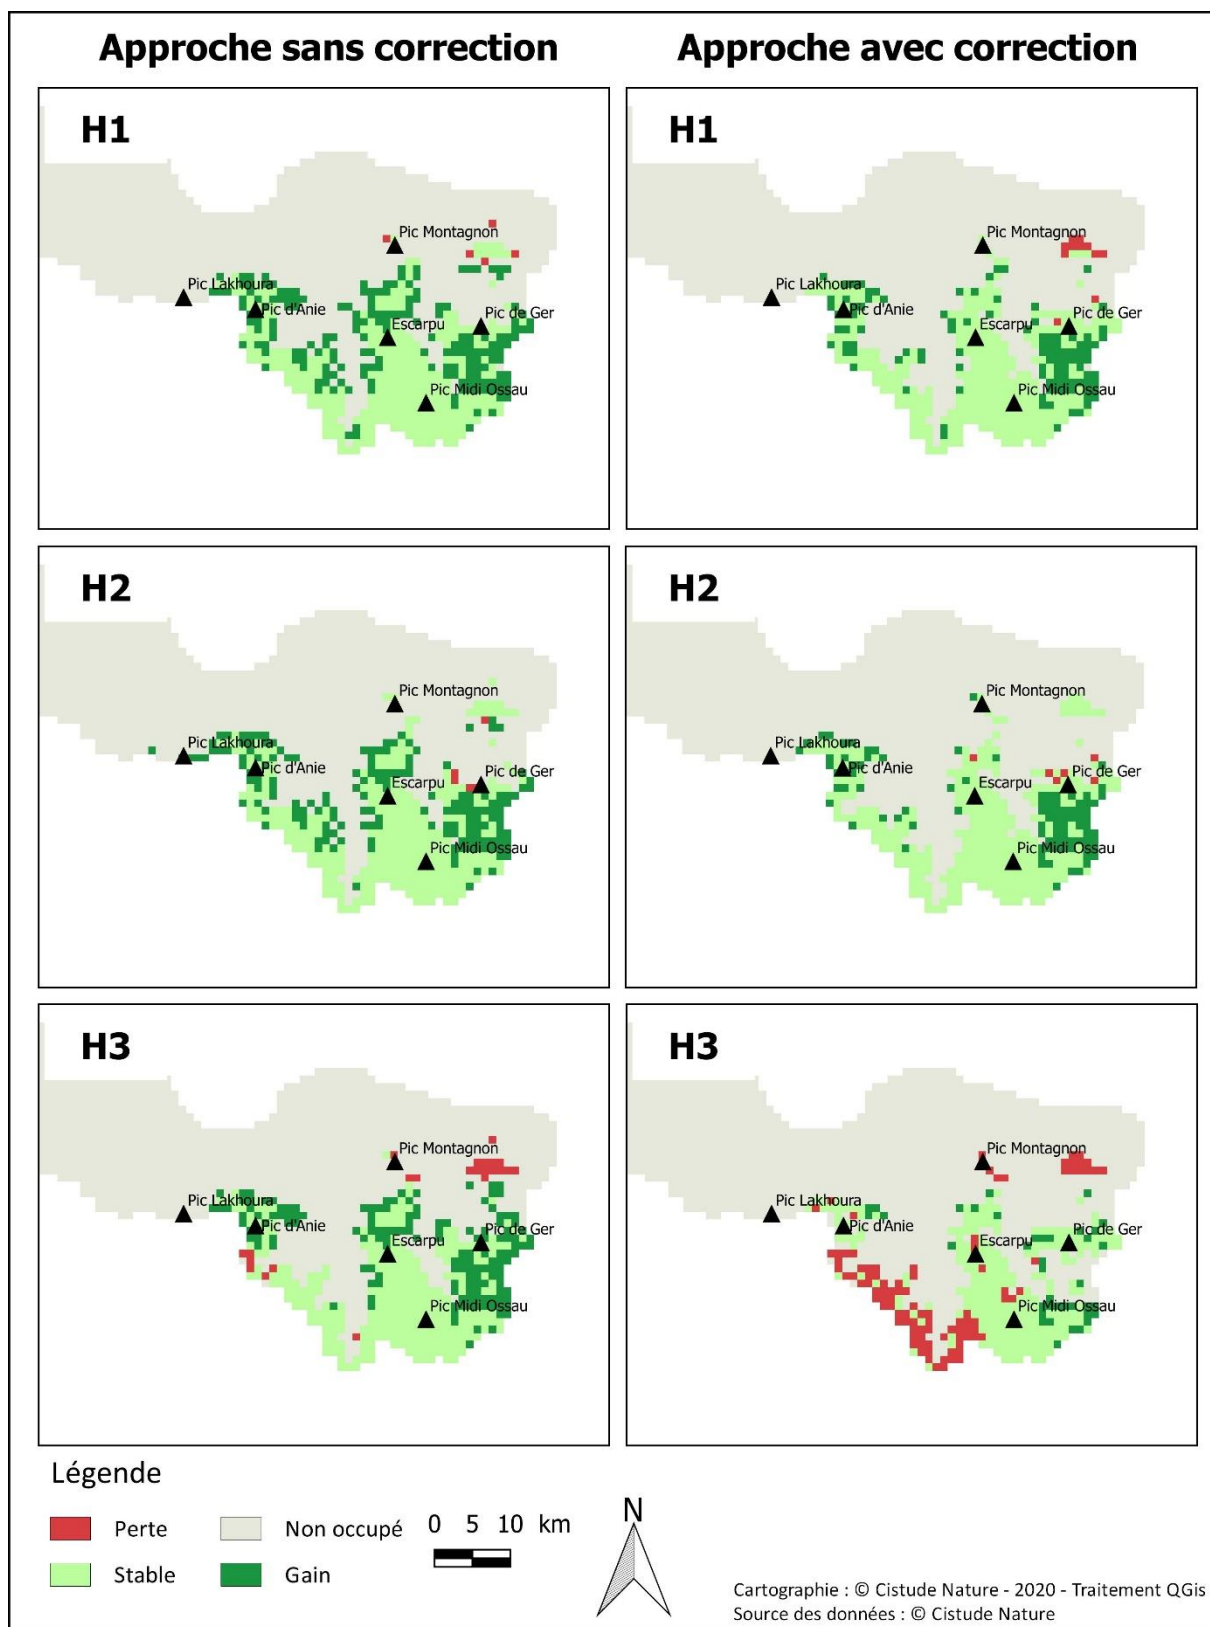 Approche sans correction
Approche avec correction
H1
Pic Montagnon
Pic Lakhoura
Pic d'Anie
Pic de Ger
Escarpu
Pic Midi Ossau
H1
Pic Montagnon
Pic Lakhoura
Pic d'Anie
Pic de Ger
Escarpu
Pic Midi Ossau
H2
Pic Montagnon
Pic Lakhoura
Pic d'Anie
Pic de Ger
Escarpu
Pic Midi Ossau
H2
Pic Montagnon
Pic Lakhoura
Pic d'Anie
Pic de Ger
Escarpu
Pic Midi Ossau
H3
Pic Montagnon
Pic Lakhoura
Pic d'Anie
Pic de Ger
Escarpu
Pic Midi Ossau
H3
Pic Montagnon
Pic Lakhoura
Pic d'Anie
Pic de Ger
Escarpu
Pic Midi Ossau
Légende
Perte
Non occupé
Stable
Gain
0 5 10 km
N
Cartographie : © Cistude Nature - 2020 - Traitement QGis
Source des données : © Cistude Nature